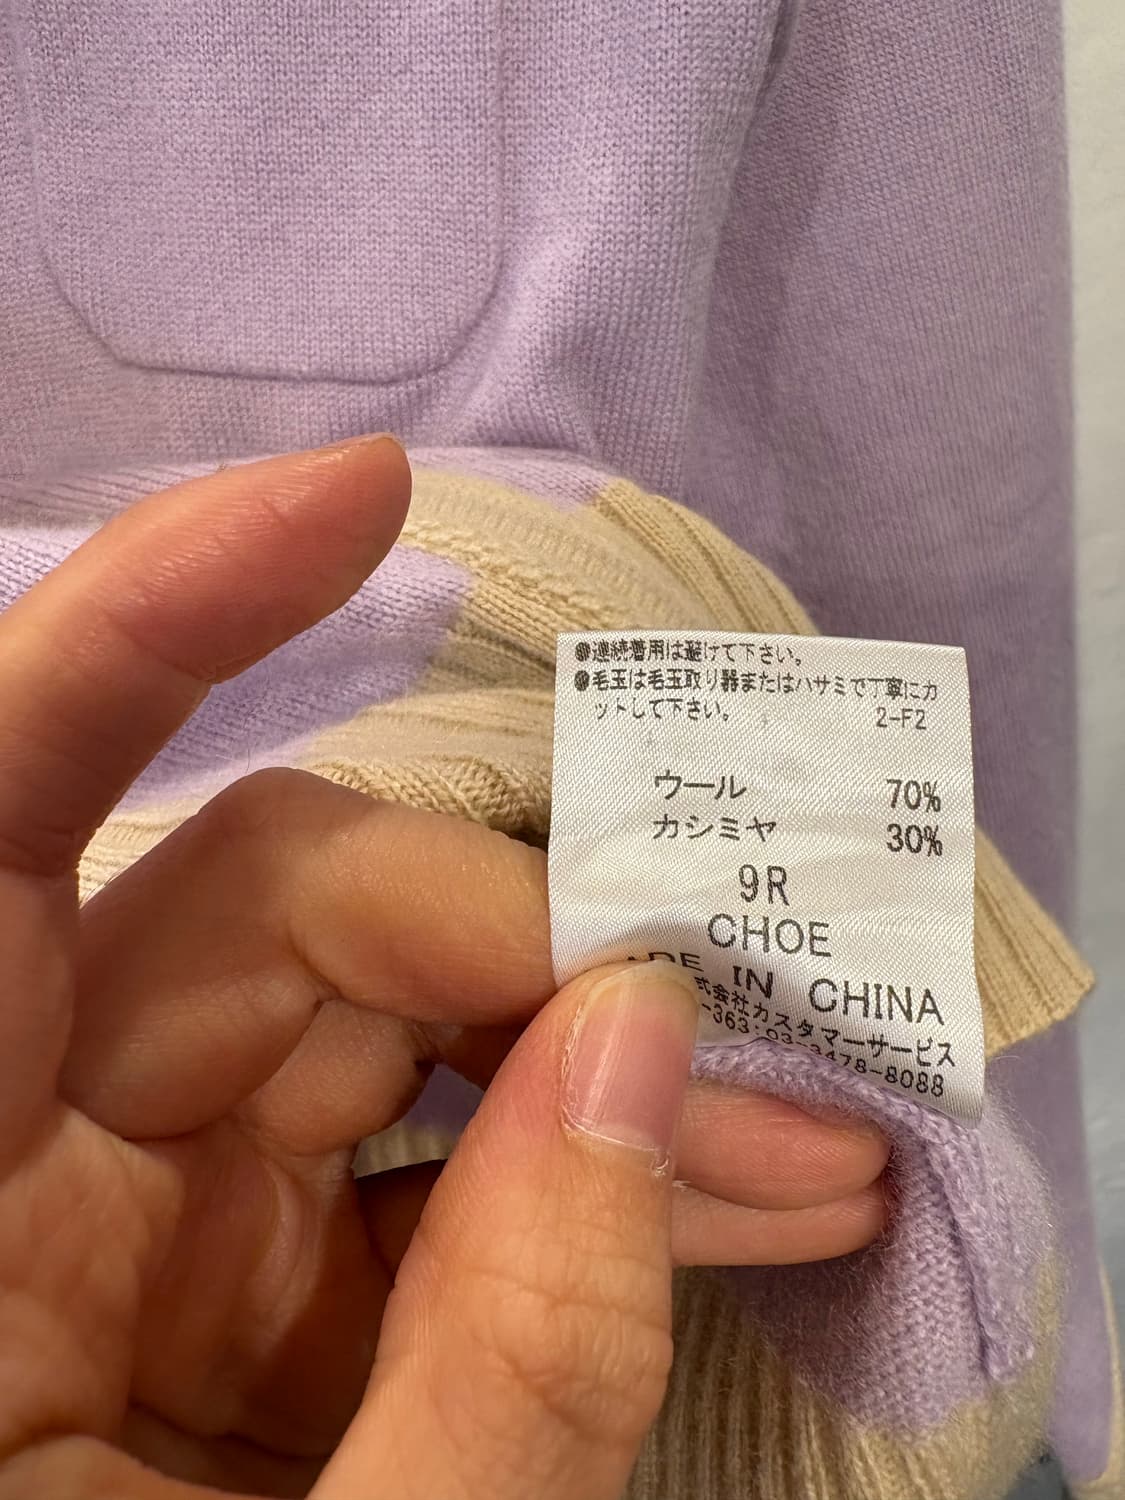 ●連続着用は避けて下さい。
●毛玉は毛玉取り器またはハサミで丁寧にカ
ットして下さい。 2-F2
ウール 70%
カシミヤ 30%
9R
CHOE
ADE IN CHINA
式会社カスタマーサービス
-363:03-3478-8088